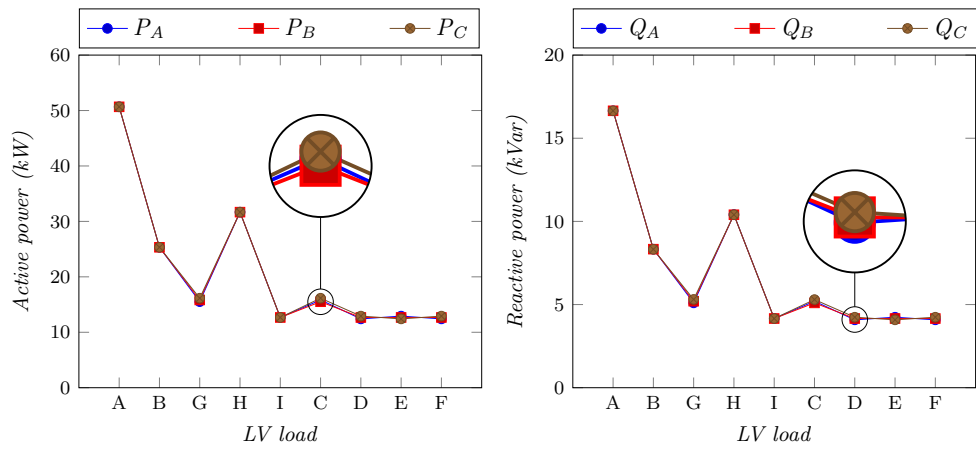 P_A P_B P_C
60
50
40
30
20
10
0
Active power (kW)
A B G H I C D E F
LV load
Q_A Q_B Q_C
20
15
10
5
0
Reactive power (kVar)
A B G H I C D E F
LV load